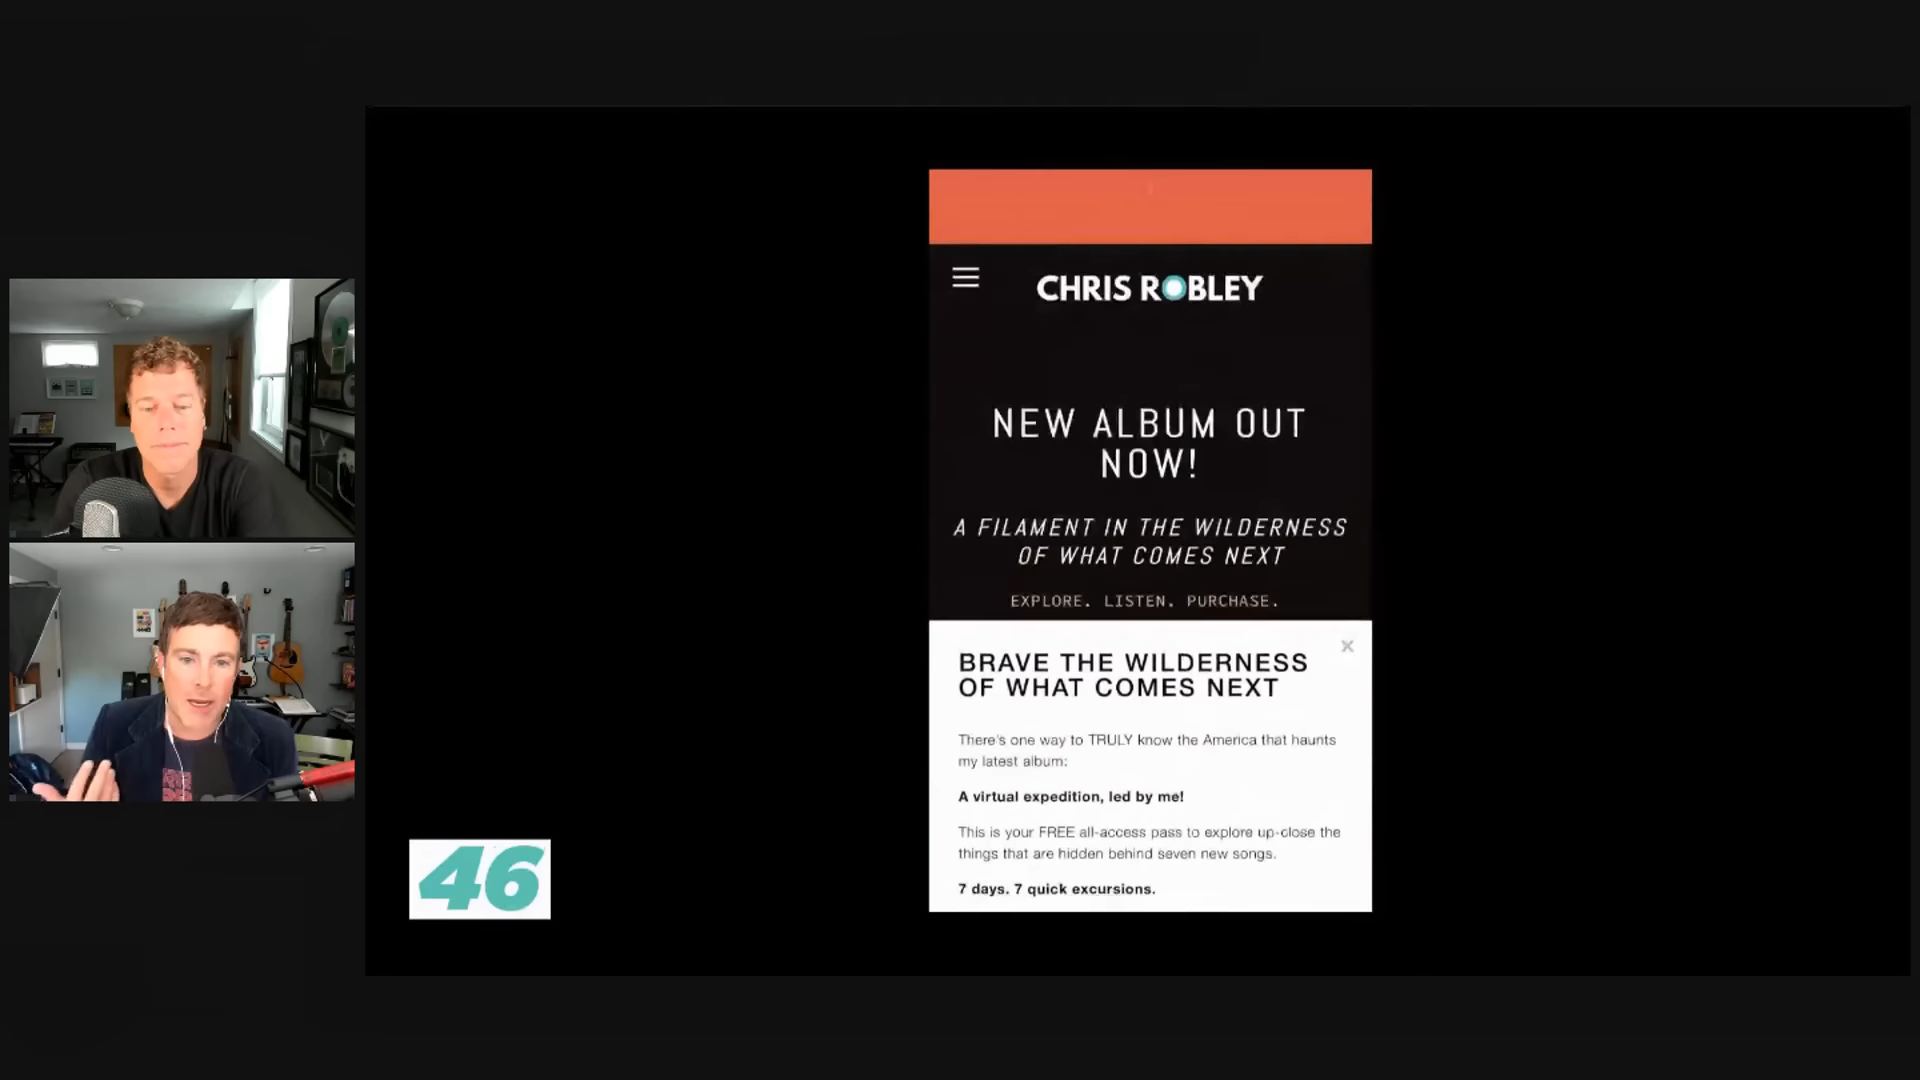 CHRIS ROBLEY
NEW ALBUM OUT
NOW!
A FILAMENT IN THE WILDERNESS
OF WHAT COMES NEXT
EXPLORE. LISTEN. PURCHASE.
BRAVE THE WILDERNESS
OF WHAT COMES NEXT
There's one way to TRULY know the America that haunts
my latest album:
A virtual expedition, led by me!
This is your FREE all-access pass to explore up-close the
things that are hidden behind seven new songs.
7 days. 7 quick excursions.
46